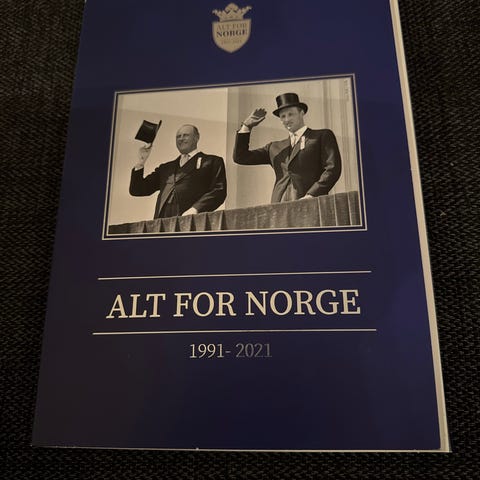 ALT FOR
NORGE
ALT FOR NORGE
1991- 2021